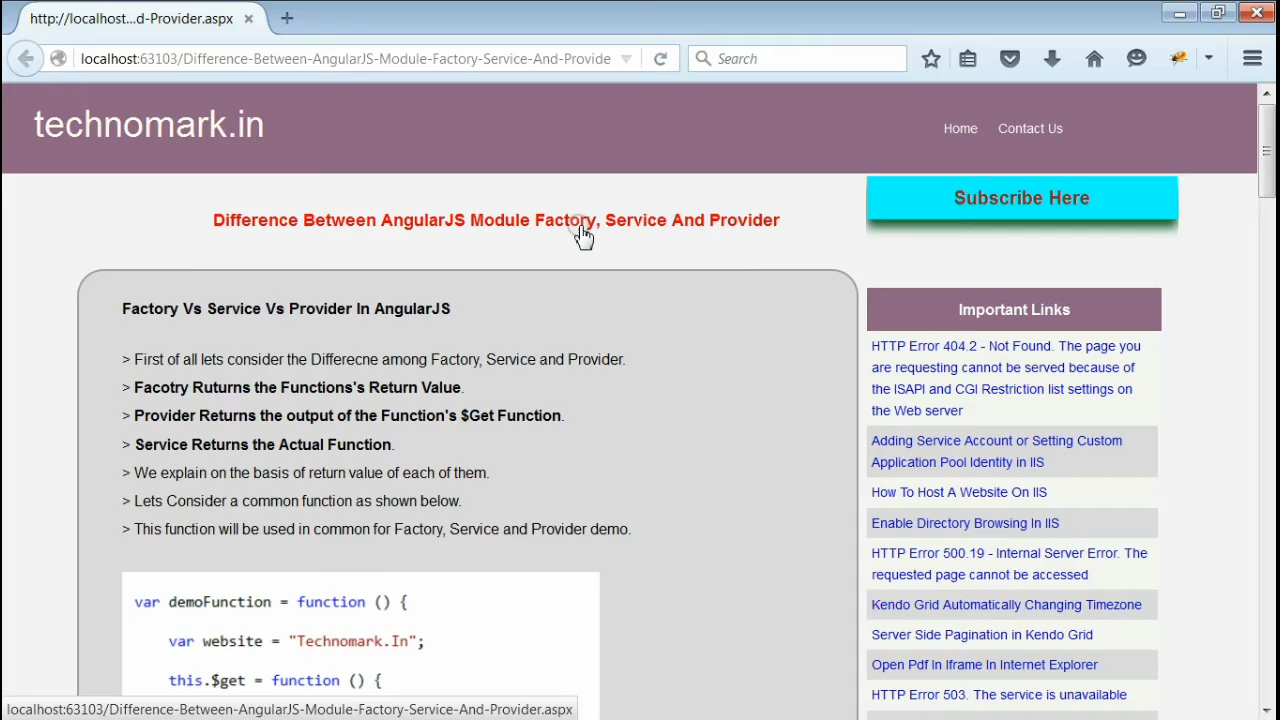 http://localhost...d-Provider.aspx
localhost:63103/Difference-Between-AngularJS-Module-Factory-Service-And-Provide
Search
technomark.in
Home Contact Us
Difference Between AngularJS Module Factory, Service And Provider
Subscribe Here
Factory Vs Service Vs Provider In AngularJS
> First of all lets consider the Differecne among Factory, Service and Provider.
> Facotry Ruturns the Functions's Return Value.
> Provider Returns the output of the Function's $Get Function.
> Service Returns the Actual Function.
> We explain on the basis of return value of each of them.
> Lets Consider a common function as shown below.
> This function will be used in common for Factory, Service and Provider demo.
var demoFunction = function () {
var website = "Technomark.In";
this.$get = function () {
Important Links
HTTP Error 404.2 - Not Found. The page you
are requesting cannot be served because of
the ISAPI and CGI Restriction list settings on
the Web server
Adding Service Account or Setting Custom
Application Pool Identity in IIS
How To Host A Website On IIS
Enable Directory Browsing In IIS
HTTP Error 500.19 - Internal Server Error. The
requested page cannot be accessed
Kendo Grid Automatically Changing Timezone
Server Side Pagination in Kendo Grid
Open Pdf In Iframe In Internet Explorer
HTTP Error 503. The service is unavailable
localhost:63103/Difference-Between-AngularJS-Module-Factory-Service-And-Provider.aspx